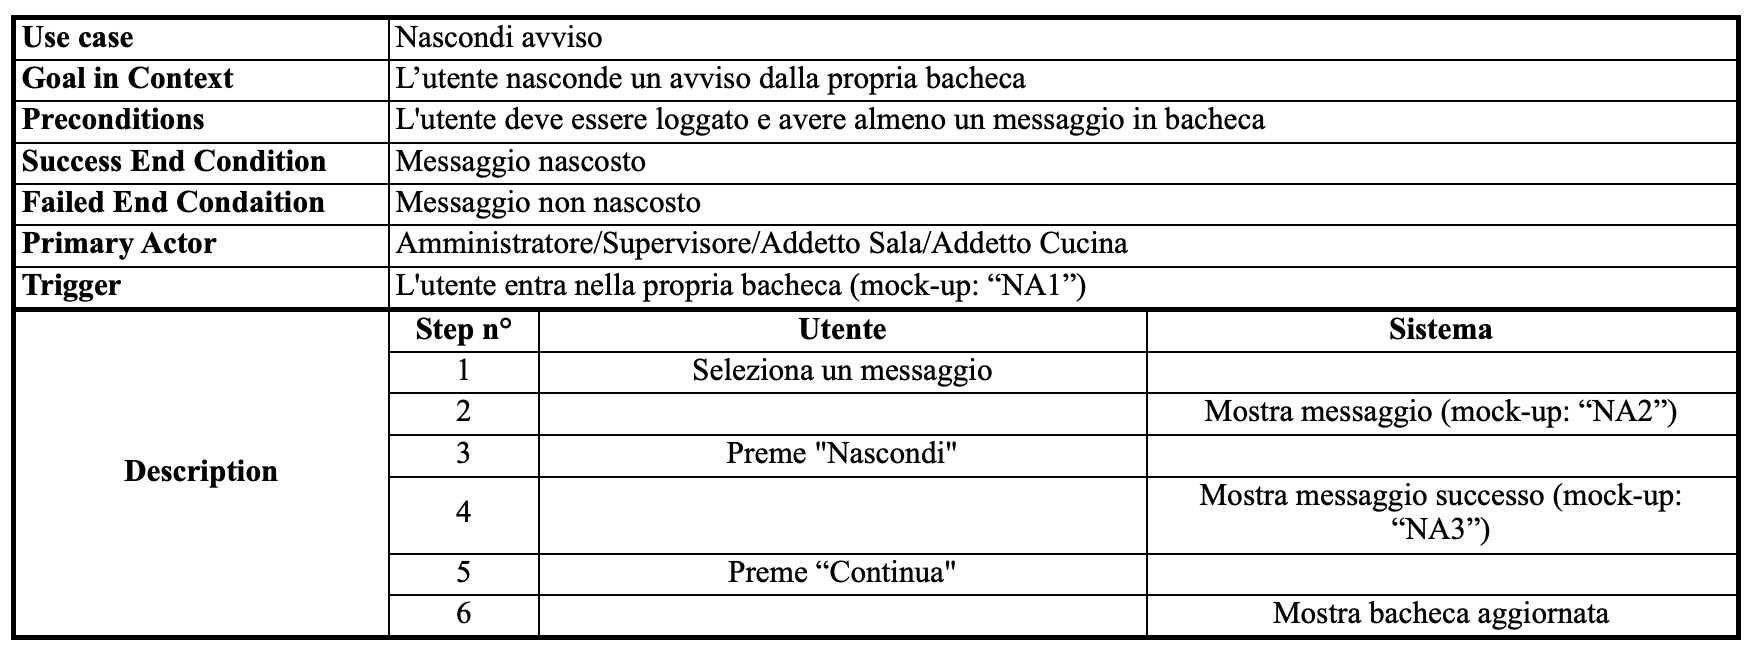 Use case Nascondi avviso
Goal in Context L’utente nasconde un avviso dalla propria bacheca
Preconditions L'utente deve essere loggato e avere almeno un messaggio in bacheca
Success End Condition Messaggio nascosto
Failed End Condaition Messaggio non nascosto
Primary Actor Amministratore/Supervisore/Addetto Sala/Addetto Cucina
Trigger L'utente entra nella propria bacheca (mock-up: “NA1”)
Description
Step n° Utente Sistema
1 Seleziona un messaggio
2 Mostra messaggio (mock-up: “NA2”)
3 Preme "Nascondi"
4 Mostra messaggio successo (mock-up:
“NA3”)
5 Preme “Continua"
6 Mostra bacheca aggiornata